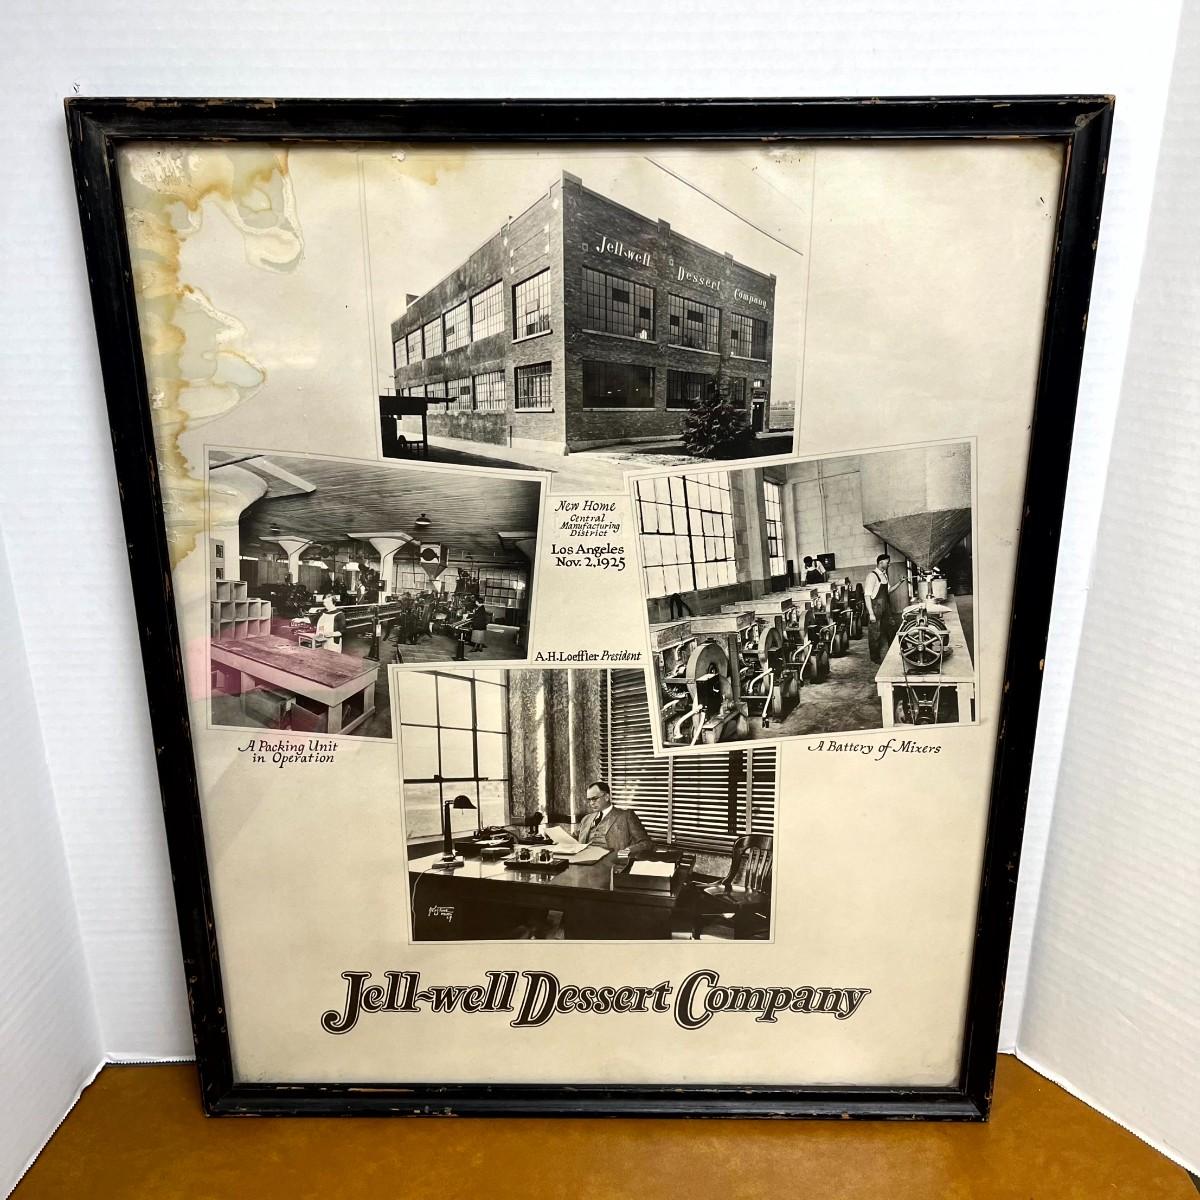 Jell-well Dessert Company
New Home
Central
Manufacturing
District
Los Angeles
Nov. 2, 1925
A.H. Loeffler President
A Packing Unit
in Operation
A Battery of Mixers
Jell-well Dessert Company